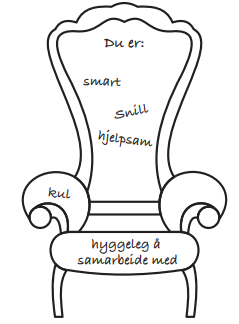 Du er:
smart
Snill
hjelpsam
kul
hyggeleg å
samarbeide med